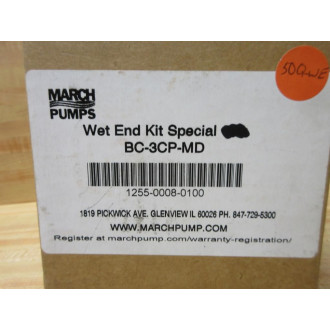 MARCH
PUMPS
Wet End Kit Special
BC-3CP-MD
1255-0008-0100
1819 PICKWICK AVE. GLENVIEW IL 60026 PH. 847-729-5300
WWW.MARCHPUMP.COM
Register at marchpump.com/warranty-registration/